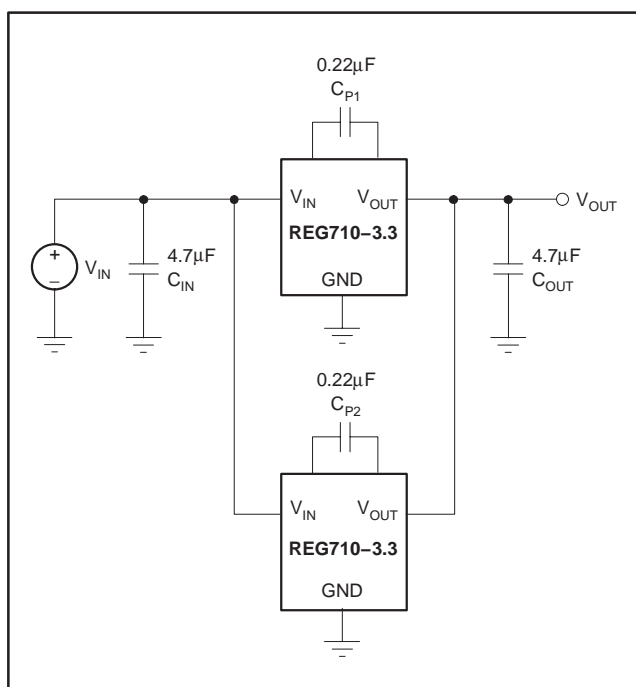 0.22μF
C_P1
V_IN V_OUT
REG710–3.3
GND
+
–
V_IN
4.7μF
C_IN
V_OUT
4.7μF
C_OUT
0.22μF
C_P2
V_IN V_OUT
REG710–3.3
GND